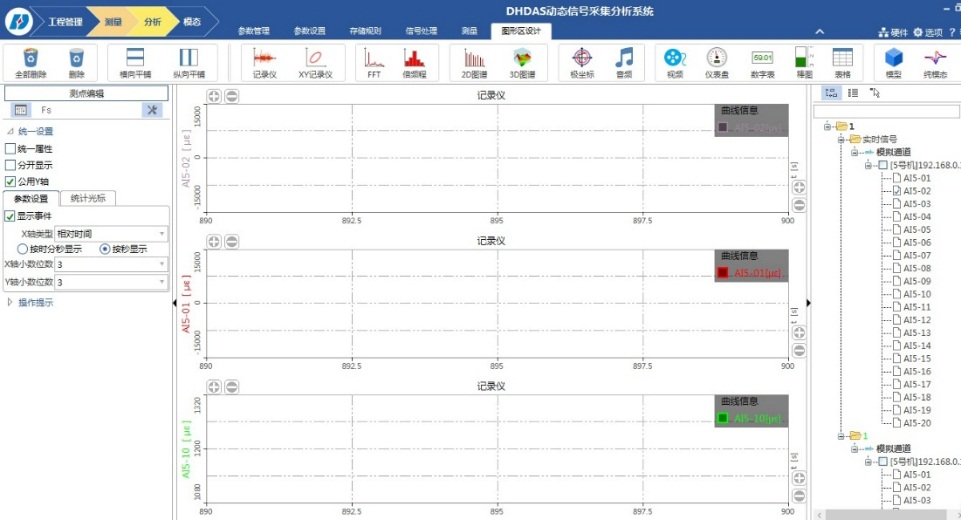 DHDAS动态信号采集分析系统
工程管理 测量 分析 模态
参数管理 参数设置 存储规则 信号处理 测量 图形区设计
硬件 选项 ?
全部删除 删除 横向平铺 纵向平铺 记录仪 XY记录仪 FFT 倍频程 2D图谱 3D图谱 极坐标 音频 视频 仪表盘 数字表 棒图 表格 模型 纯模态
59.01
测点编辑
Fs
统一设置
统一属性
分开显示
公用Y轴
参数设置 统计光标
显示事件
X轴类型 相对时间
按时分秒显示 按秒显示
X轴小数位数 3
Y轴小数位数 3
操作提示
记录仪
曲线信息
AI5-02[με]
AI5-02 [ με ]
15000
0
-15000
[s]
t
890 892.5 895 897.5 900
记录仪
曲线信息
AI5-01[με]
AI5-01 [ με ]
15000
0
-15000
[s]
t
890 892.5 895 897.5 900
记录仪
曲线信息
AI5-10[με]
AI5-10 [ με ]
1320
1200
1080
[s]
t
890 892.5 895 897.5 900
1
实时信号
模拟通道
[5号机]192.168.0.
AI5-01
AI5-02
AI5-03
AI5-04
AI5-05
AI5-06
AI5-07
AI5-08
AI5-09
AI5-10
AI5-11
AI5-12
AI5-13
AI5-14
AI5-15
AI5-16
AI5-17
AI5-18
AI5-19
AI5-20
1
模拟通道
[5号机]192.168.0.
AI5-01
AI5-02
AI5-03